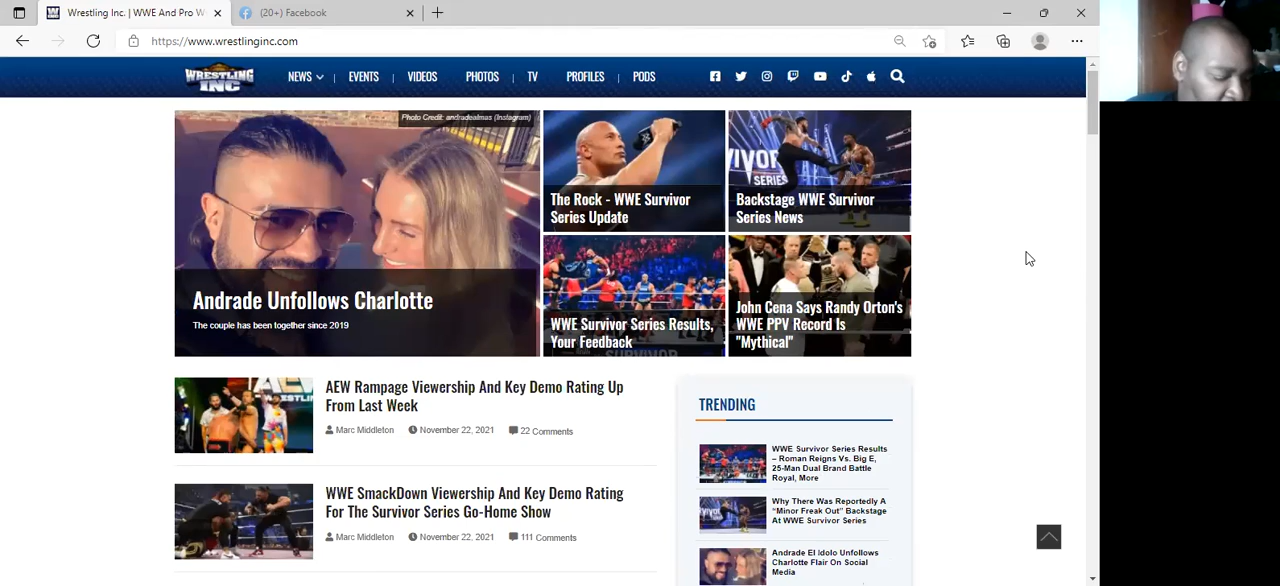 Wrestling Inc. | WWE And Pro W
(20+) Facebook
https://www.wrestlinginc.com
WRESTLING
INC
NEWS
EVENTS
VIDEOS
PHOTOS
TV
PROFILES
PODS
Photo Credit: andradealmas (Instagram)
Andrade Unfollows Charlotte
The couple has been together since 2019
The Rock - WWE Survivor
Series Update
VIVOR
SERIES
Backstage WWE Survivor
Series News
WWE Survivor Series Results,
Your Feedback
John Cena Says Randy Orton's
WWE PPV Record Is
"Mythical"
AEW Rampage Viewership And Key Demo Rating Up
From Last Week
Marc Middleton
November 22, 2021
22 Comments
WWE SmackDown Viewership And Key Demo Rating
For The Survivor Series Go-Home Show
Marc Middleton
November 22, 2021
111 Comments
TRENDING
WWE Survivor Series Results
– Roman Reigns Vs. Big E,
25-Man Dual Brand Battle
Royal, More
Why There Was Reportedly A
"Minor Freak Out" Backstage
At WWE Survivor Series
Andrade El Idolo Unfollows
Charlotte Flair On Social
Media